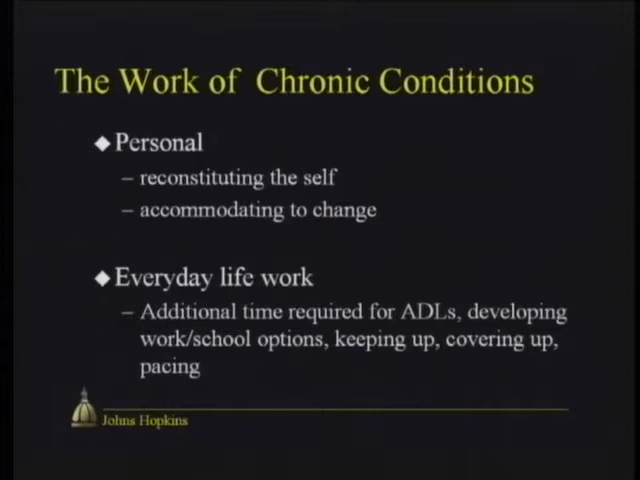 The Work of Chronic Conditions
Personal
– reconstituting the self
– accommodating to change
Everyday life work
– Additional time required for ADLs, developing
work/school options, keeping up, covering up,
pacing
Johns Hopkins